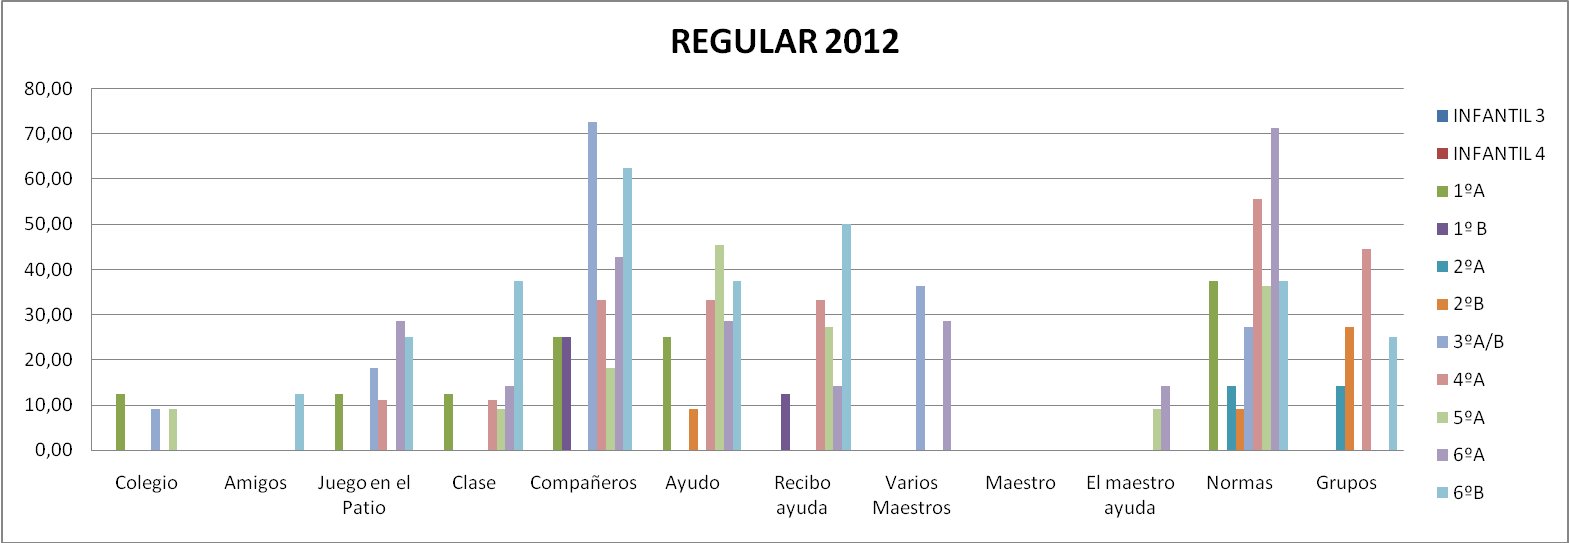 REGULAR 2012
80,00
70,00
60,00
50,00
40,00
30,00
20,00
10,00
0,00
Colegio
Amigos
Juego en el
Patio
Clase
Compañeros
Ayudo
Recibo
ayuda
Varios
Maestros
Maestro
El maestro
ayuda
Normas
Grupos
INFANTIL 3
INFANTIL 4
1ºA
1º B
2ºA
2ºB
3ºA/B
4ºA
5ºA
6ºA
6ºB